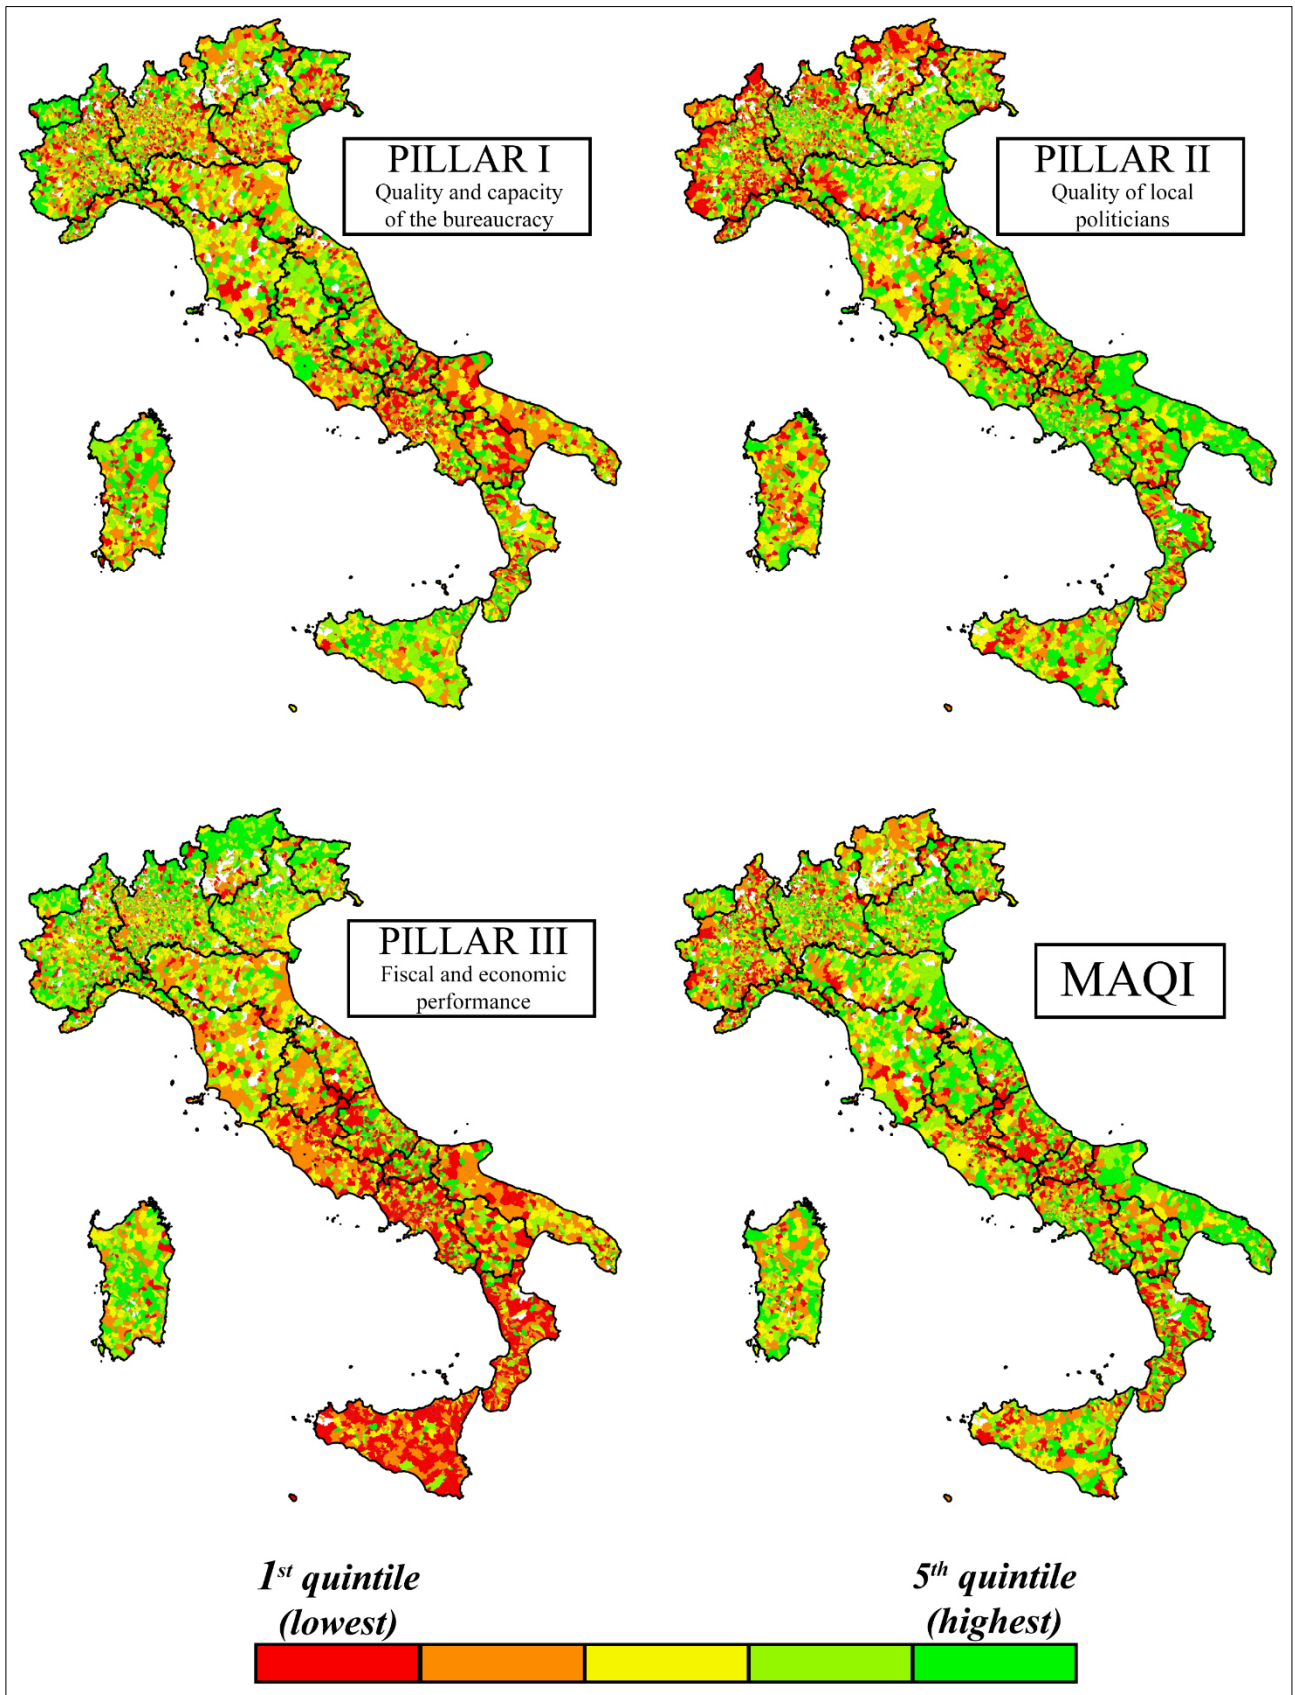 PILLAR I
Quality and capacity
of the bureaucracy
PILLAR II
Quality of local
politicians
PILLAR III
Fiscal and economic
performance
MAQI
1st quintile
(lowest)
5th quintile
(highest)